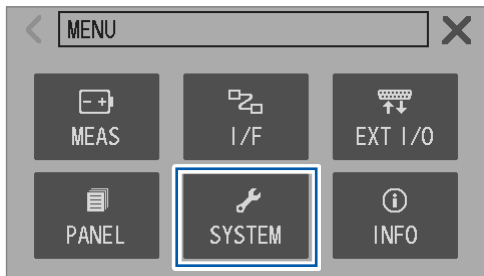 MENU
MEAS
I/F
EXT I/O
PANEL
SYSTEM
INFO